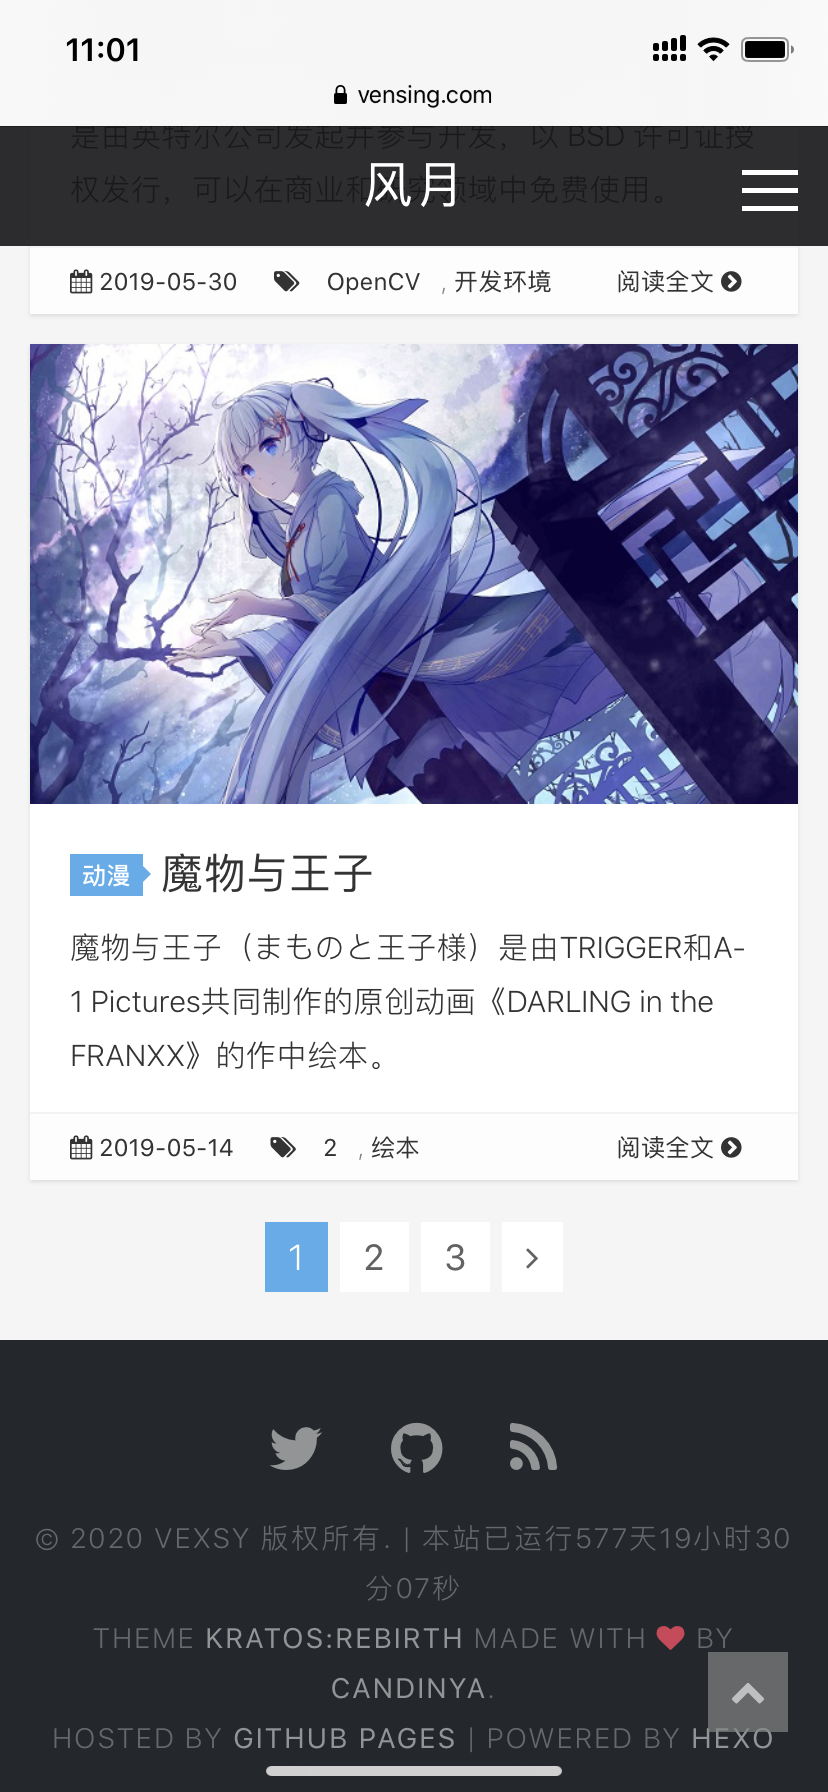 11:01
vensing.com
是由英特尔公司发起并参与开发，以 BSD 许可证授
权发行，可以在商业和研究领域中免费使用。
风月
2019-05-30 OpenCV , 开发环境 阅读全文
动漫 魔物与王子
魔物与王子（まものと王子様）是由TRIGGER和A-
1 Pictures共同制作的原创动画《DARLING in the
FRANXX》的作中绘本。
2019-05-14 2 , 绘本 阅读全文
1 2 3
© 2020 VEXSY 版权所有. | 本站已运行577天19小时30
分07秒
THEME KRATOS:REBIRTH MADE WITH ❤ BY
CANDINYA.
HOSTED BY GITHUB PAGES | POWERED BY HEXO